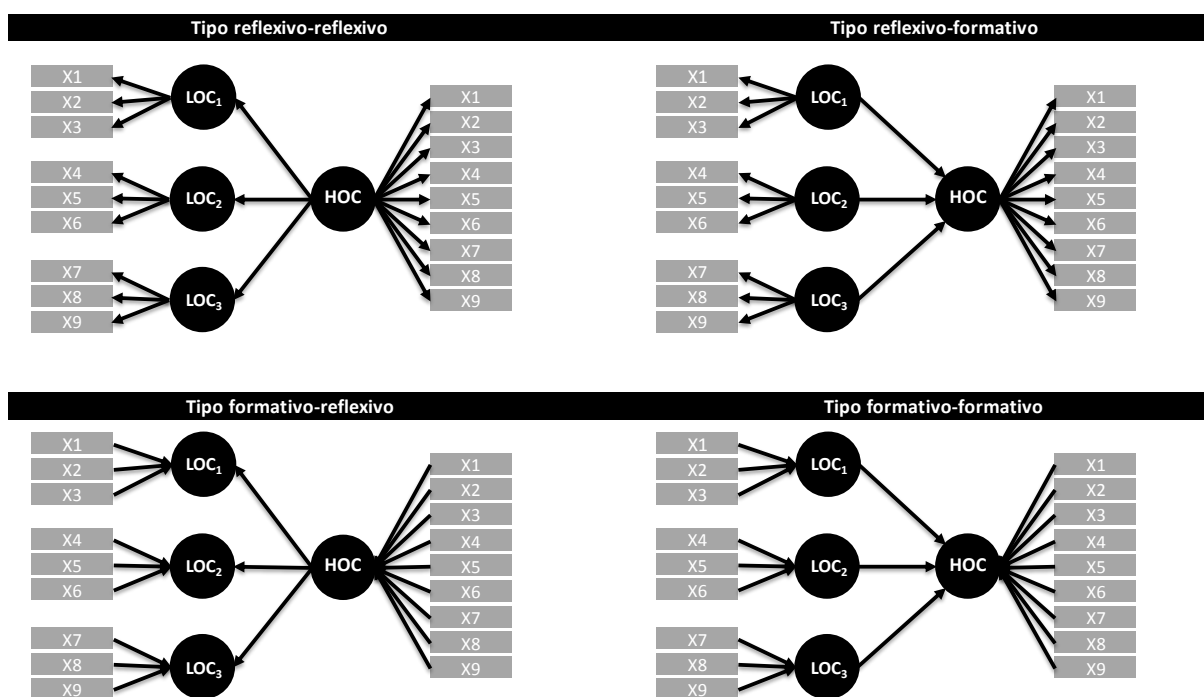 Tipo reflexivo-reflexivo
X1
X2
X3
X4
X5
X6
X7
X8
X9
LOC₁
LOC₂
LOC₃
HOC
X1
X2
X3
X4
X5
X6
X7
X8
X9
Tipo reflexivo-formativo
X1
X2
X3
X4
X5
X6
X7
X8
X9
LOC₁
LOC₂
LOC₃
HOC
X1
X2
X3
X4
X5
X6
X7
X8
X9
Tipo formativo-reflexivo
X1
X2
X3
X4
X5
X6
X7
X8
X9
LOC₁
LOC₂
LOC₃
HOC
X1
X2
X3
X4
X5
X6
X7
X8
X9
Tipo formativo-formativo
X1
X2
X3
X4
X5
X6
X7
X8
X9
LOC₁
LOC₂
LOC₃
HOC
X1
X2
X3
X4
X5
X6
X7
X8
X9